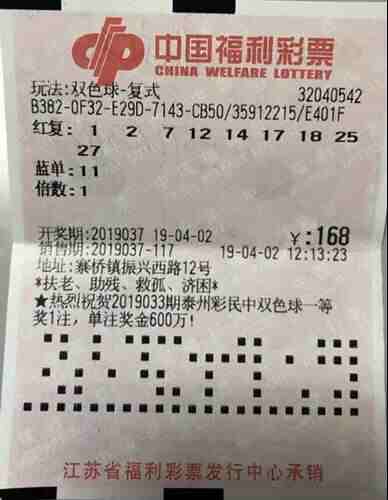 中国福利彩票
CHINA WELFARE LOTTERY
玩法:双色球-复式 32040542
B3B2-0F32-E29D-7143-CB50/35912215/E401F
红复: 1 2 7 12 14 17 18 25
27
蓝单:11
倍数:1
开奖期:2019037 19-04-02 ￥:168
销售期:2019037-117 19-04-02 12:13:23
地址:寨桥镇振兴西路12号
*扶老、助残、救孤、济困*
★热烈祝贺2019033期泰州彩民中双色球一等
奖1注，单注奖金600万!
江苏省福利彩票发行中心承销